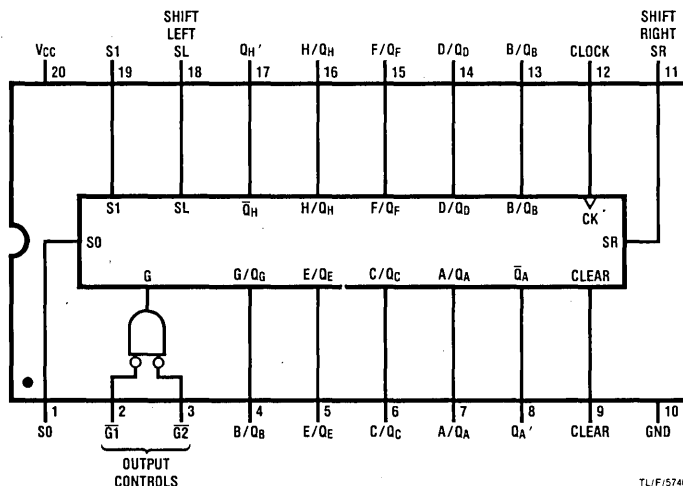 SHIFT LEFT SHIFT RIGHT
VCC S1 SL QH' H/QH F/QF D/QD B/QB CLOCK SR
20 19 18 17 16 15 14 13 12 11
S1 SL Q̅H H/QH F/QF D/QD B/QB CK
S0 SR
G G/QG E/QE C/QC A/QA Q̅A CLEAR
1 2 3 4 5 6 7 8 9 10
S0 G̅1̅ G̅2̅ B/QB E/QE C/QC A/QA QA' CLEAR GND
OUTPUT
CONTROLS